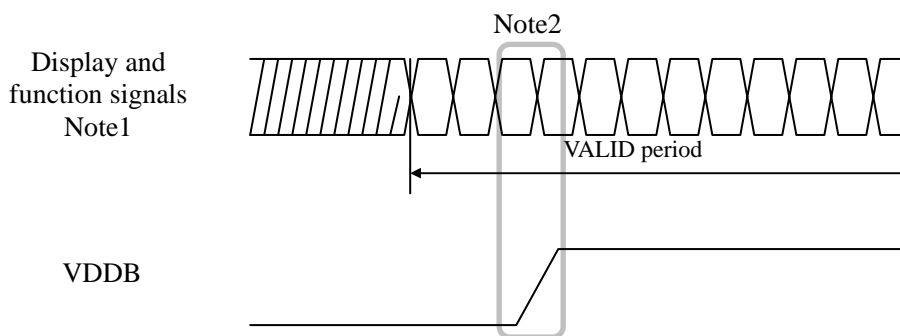 Note2
Display and
function signals
Note1
VALID period
VDDB